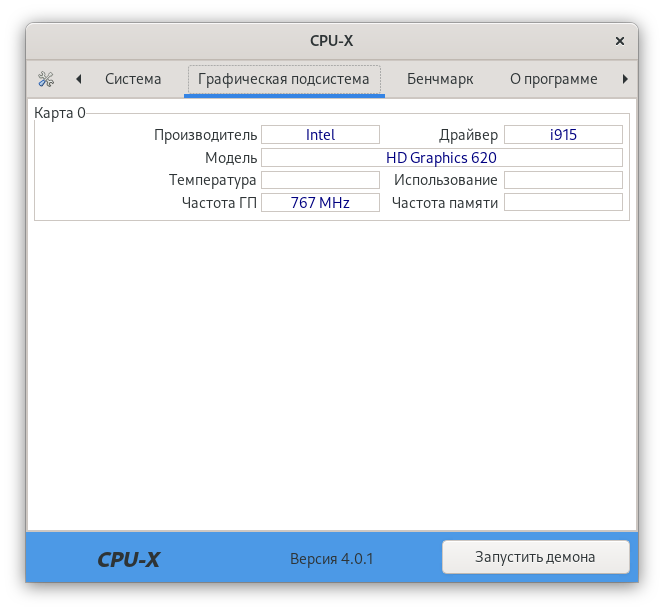 CPU-X
Система Графическая подсистема Бенчмарк О программе
Карта 0
Производитель Intel Драйвер i915
Модель HD Graphics 620
Температура Использование
Частота ГП 767 MHz Частота памяти
CPU-X Версия 4.0.1 Запустить демона